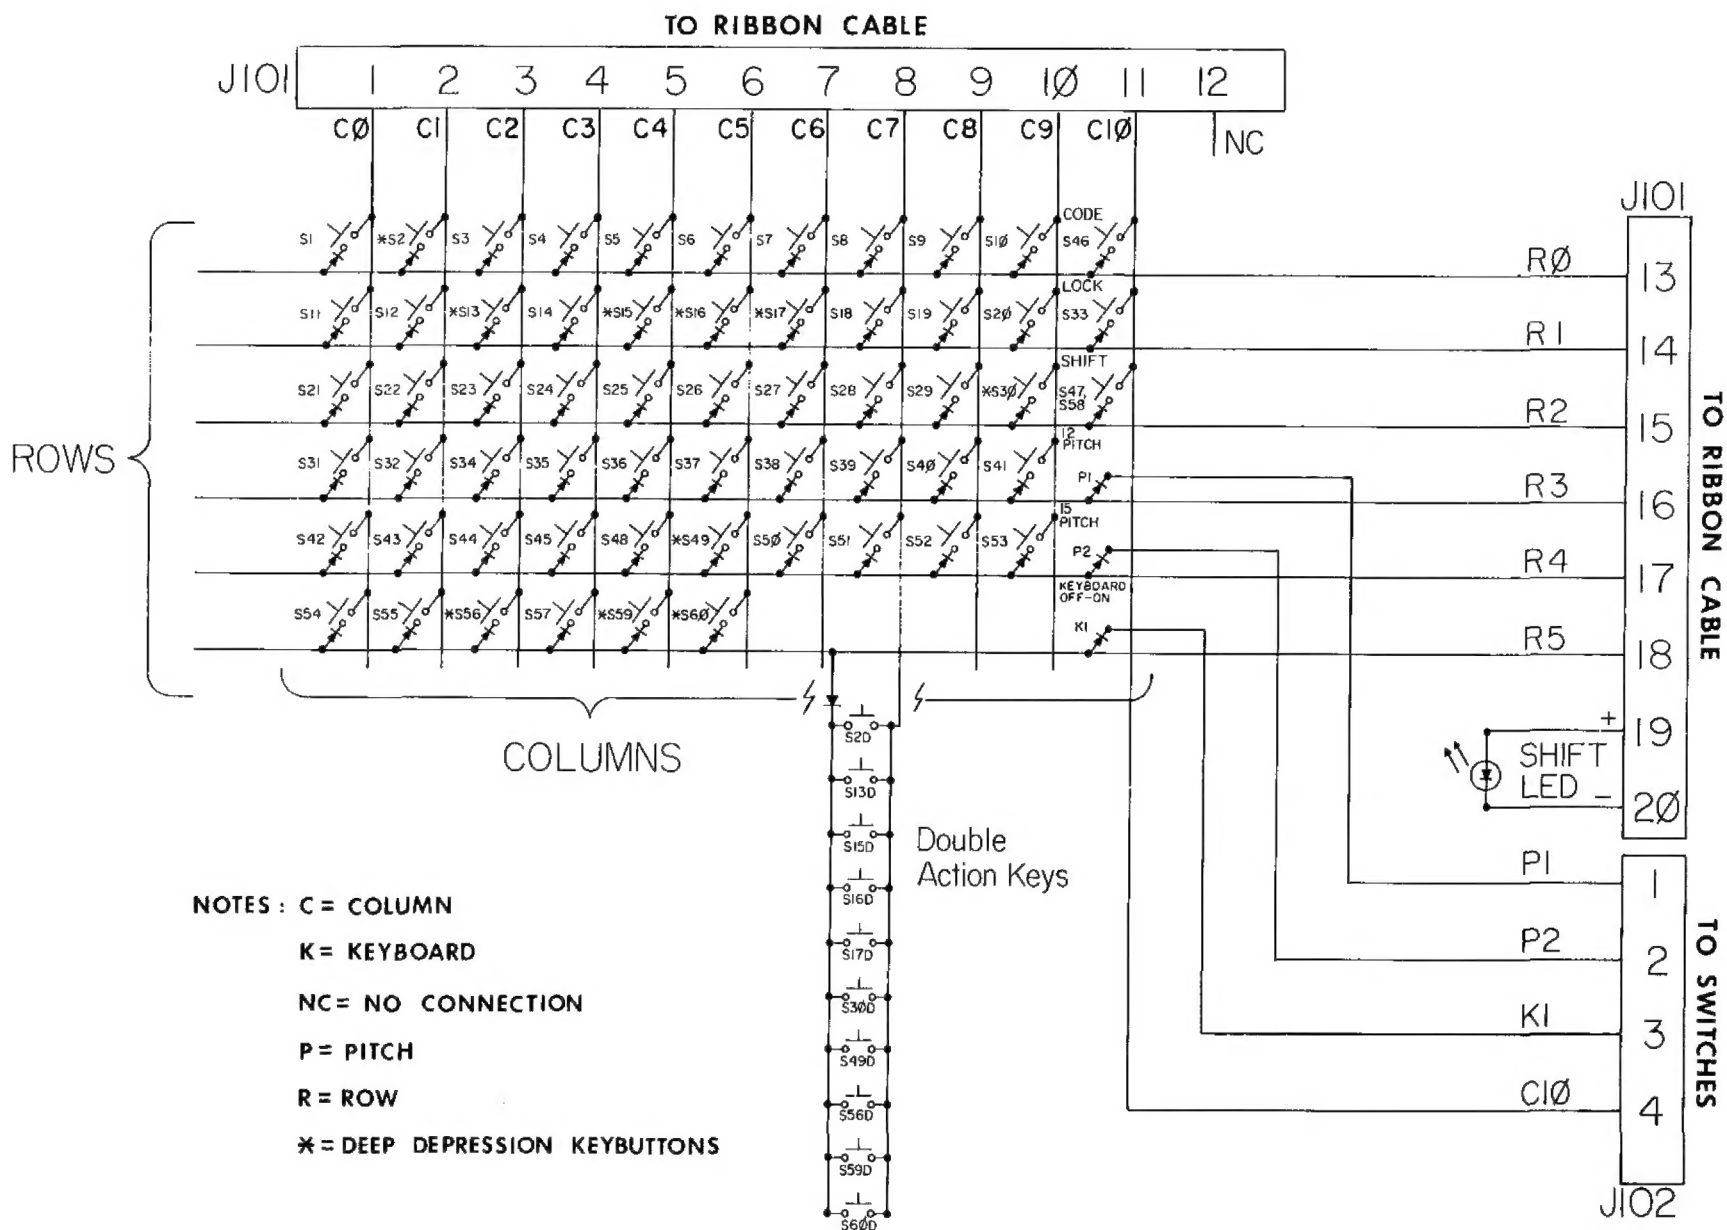 TO RIBBON CABLE
J101 1 2 3 4 5 6 7 8 9 1Ø 11 12
CØ C1 C2 C3 C4 C5 C6 C7 C8 C9 C1Ø
NC
J101
CODE
S1 *S2 S3 S4 S5 S6 S7 S8 S9 S1Ø S46
RØ 13
LOCK
S11 S12 *S13 S14 *S15 *S16 *S17 S18 S19 S2Ø S33
R1 14
SHIFT
S21 S22 S23 S24 S25 S26 S27 S28 S29 *S3Ø S47,
S58
R2 15
ROWS
12
PITCH
S31 S32 S34 S35 S36 S37 S38 S39 S4Ø S41 P1
R3 16
15
PITCH
S42 S43 S44 S45 S48 *S49 S5Ø S51 S52 S53 P2
R4 17
KEYBOARD
OFF-ON
S54 S55 *S56 S57 *S59 *S6Ø K1
R5 18
TO RIBBON CABLE
COLUMNS
+ 19
SHIFT
LED
- 2Ø
S2D
S13D
S15D
S16D
S17D
S3ØD
S49D
S56D
S59D
S6ØD
Double
Action Keys
P1 1
P2 2
K1 3
C1Ø 4
TO SWITCHES
J102
NOTES: C = COLUMN
K = KEYBOARD
NC = NO CONNECTION
P = PITCH
R = ROW
* = DEEP DEPRESSION KEYBUTTONS